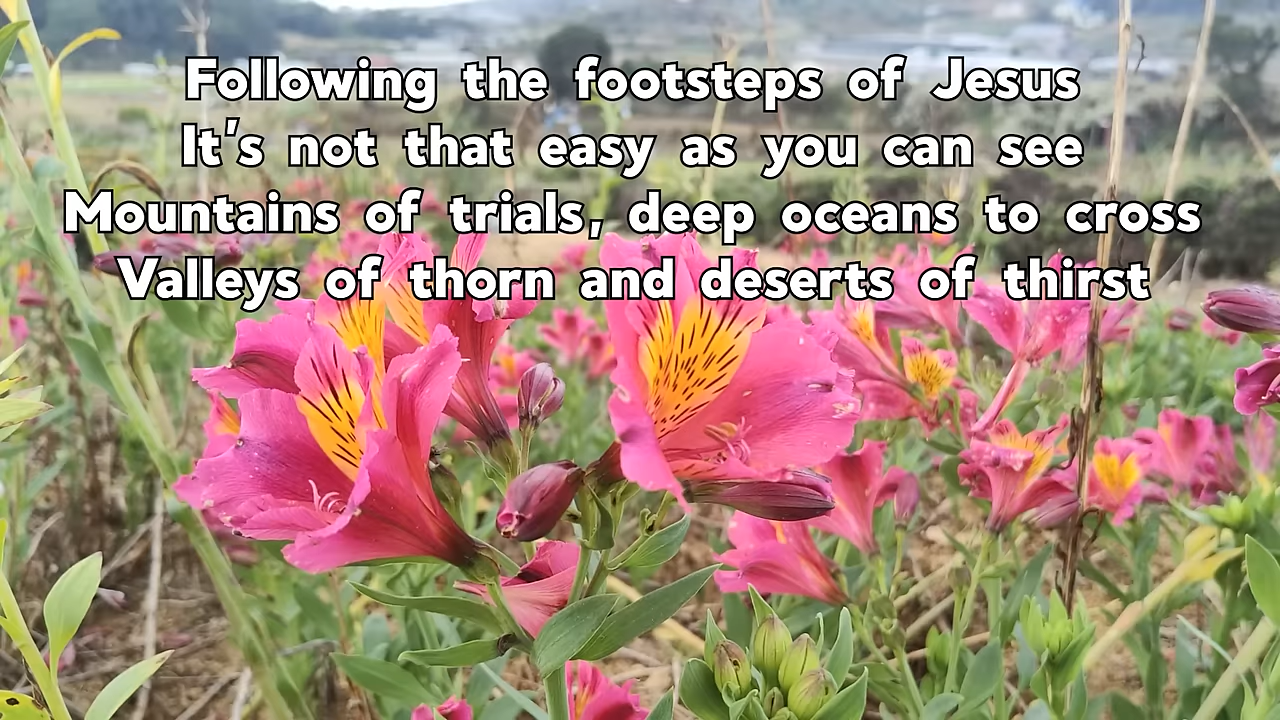 Following the footsteps of Jesus
It's not that easy as you can see
Mountains of trials, deep oceans to cross
Valleys of thorn and deserts of thirst